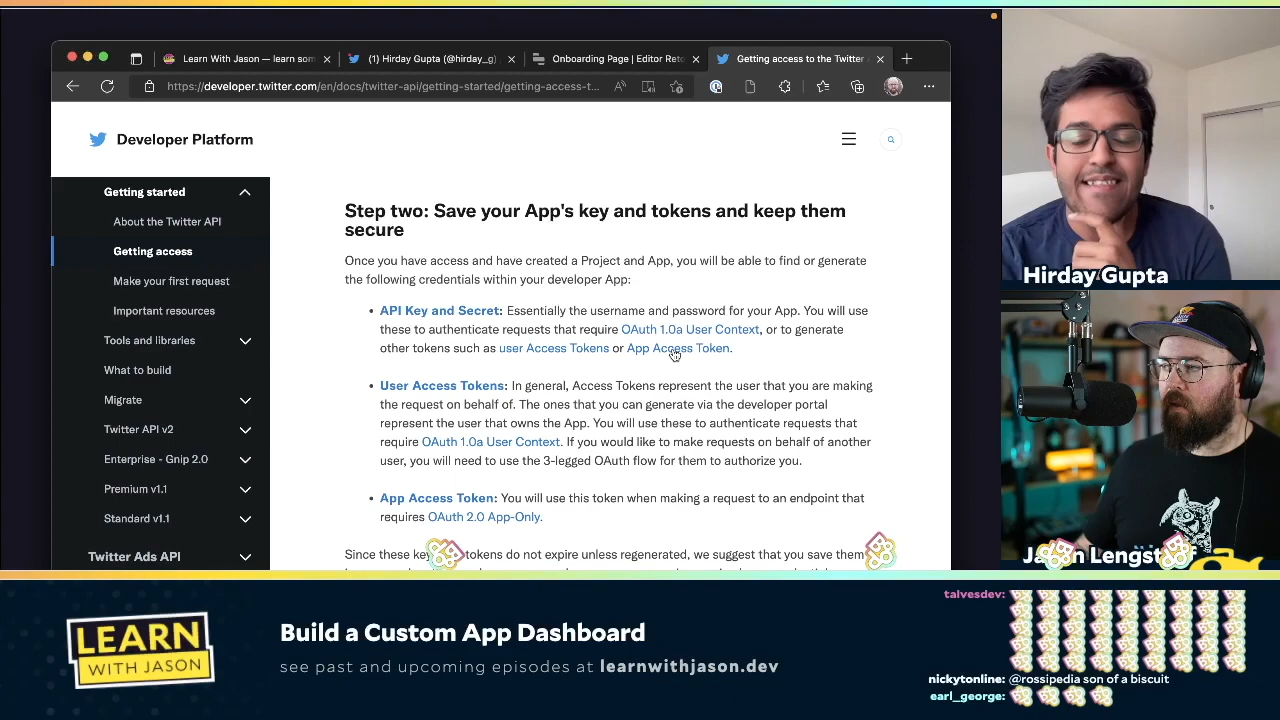 Learn With Jason — learn som
(1) Hirday Gupta (@hirday_g)
Onboarding Page | Editor Reto
Getting access to the Twitter A
https://developer.twitter.com/en/docs/twitter-api/getting-started/getting-access-t...
Developer Platform
Getting started
About the Twitter API
Getting access
Make your first request
Important resources
Tools and libraries
What to build
Migrate
Twitter API v2
Enterprise - Gnip 2.0
Premium v1.1
Standard v1.1
Twitter Ads API
Step two: Save your App's key and tokens and keep them
secure
Once you have access and have created a Project and App, you will be able to find or generate
the following credentials within your developer App:
• API Key and Secret: Essentially the username and password for your App. You will use
these to authenticate requests that require OAuth 1.0a User Context, or to generate
other tokens such as user Access Tokens or App Access Token.
• User Access Tokens: In general, Access Tokens represent the user that you are making
the request on behalf of. The ones that you can generate via the developer portal
represent the user that owns the App. You will use these to authenticate requests that
require OAuth 1.0a User Context. If you would like to make requests on behalf of another
user, you will need to use the 3-legged OAuth flow for them to authorize you.
• App Access Token: You will use this token when making a request to an endpoint that
requires OAuth 2.0 App-Only.
Since these key tokens do not expire unless regenerated, we suggest that you save them
Hirday Gupta
Jason Lengstorf
LEARN
WITH JASON
Build a Custom App Dashboard
see past and upcoming episodes at learnwithjason.dev
talvesdev:
nickytonline: @rossipedia son of a biscuit
earl_george: